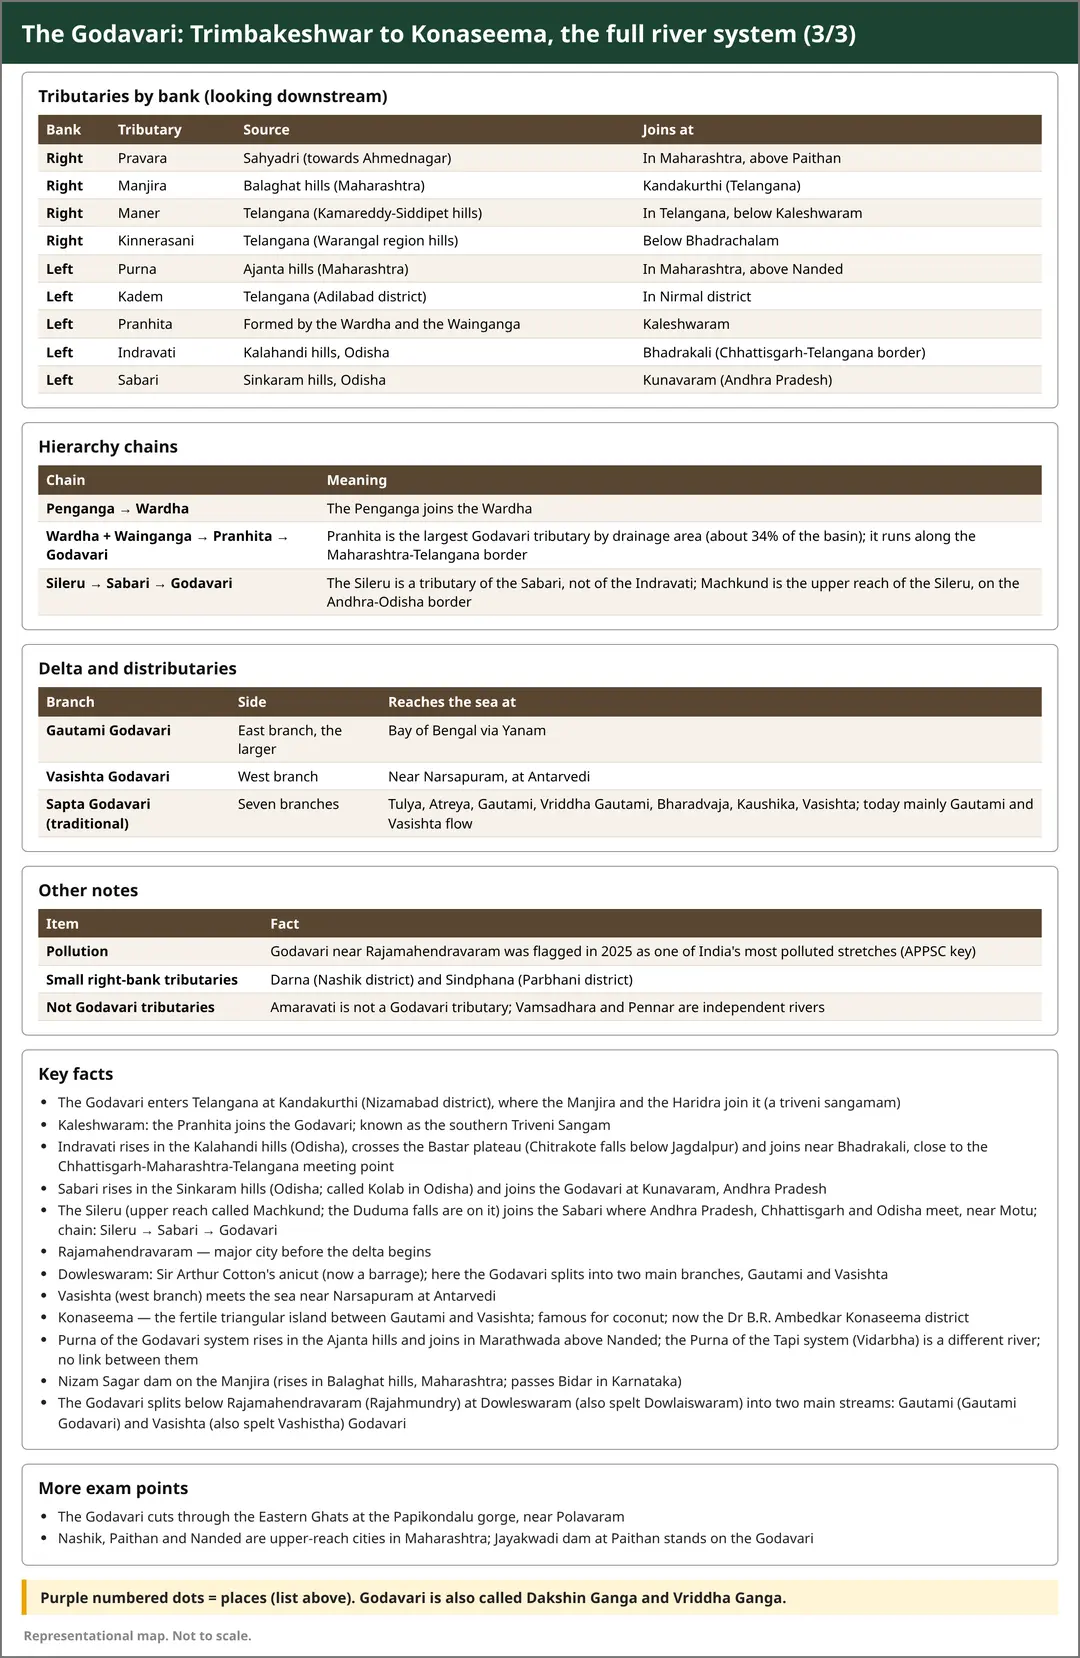 The Godavari: Trimbakeshwar to Konaseema, the full river system (3/3)
Tributaries by bank (looking downstream)
Bank Tributary Source Joins at
Right Pravara Sahyadri (towards Ahmednagar) In Maharashtra, above Paithan
Right Manjira Balaghat hills (Maharashtra) Kandakurthi (Telangana)
Right Maner Telangana (Kamareddy-Siddipet hills) In Telangana, below Kaleshwaram
Right Kinnerasani Telangana (Warangal region hills) Below Bhadrachalam
Left Purna Ajanta hills (Maharashtra) In Maharashtra, above Nanded
Left Kadem Telangana (Adilabad district) In Nirmal district
Left Pranhita Formed by the Wardha and the Wainganga Kaleshwaram
Left Indravati Kalahandi hills, Odisha Bhadrakali (Chhattisgarh-Telangana border)
Left Sabari Sinkaram hills, Odisha Kunavaram (Andhra Pradesh)
Hierarchy chains
Chain Meaning
Penganga → Wardha The Penganga joins the Wardha
Wardha + Wainganga → Pranhita → Pranhita is the largest Godavari tributary by drainage area (about 34% of the basin); it runs along the
Godavari Maharashtra-Telangana border
Sileru → Sabari → Godavari The Sileru is a tributary of the Sabari, not of the Indravati; Machkund is the upper reach of the Sileru, on the
Andhra-Odisha border
Delta and distributaries
Branch Side Reaches the sea at
Gautami Godavari East branch, the Bay of Bengal via Yanam
larger
Vasishta Godavari West branch Near Narsapuram, at Antarvedi
Sapta Godavari Seven branches Tulya, Atreya, Gautami, Vriddha Gautami, Bharadvaja, Kaushika, Vasishta; today mainly Gautami and
(traditional) Vasishta flow
Other notes
Item Fact
Pollution Godavari near Rajamahendravaram was flagged in 2025 as one of India's most polluted stretches (APPSC key)
Small right-bank tributaries Darna (Nashik district) and Sindphana (Parbhani district)
Not Godavari tributaries Amaravati is not a Godavari tributary; Vamsadhara and Pennar are independent rivers
Key facts
• The Godavari enters Telangana at Kandakurthi (Nizamabad district), where the Manjira and the Haridra join it (a triveni sangamam)
• Kaleshwaram: the Pranhita joins the Godavari; known as the southern Triveni Sangam
• Indravati rises in the Kalahandi hills (Odisha), crosses the Bastar plateau (Chitrakote falls below Jagdalpur) and joins near Bhadrakali, close to the
Chhattisgarh-Maharashtra-Telangana meeting point
• Sabari rises in the Sinkaram hills (Odisha; called Kolab in Odisha) and joins the Godavari at Kunavaram, Andhra Pradesh
• The Sileru (upper reach called Machkund; the Duduma falls are on it) joins the Sabari where Andhra Pradesh, Chhattisgarh and Odisha meet, near Motu;
chain: Sileru → Sabari → Godavari
• Rajamahendravaram — major city before the delta begins
• Dowleswaram: Sir Arthur Cotton's anicut (now a barrage); here the Godavari splits into two main branches, Gautami and Vasishta
• Vasishta (west branch) meets the sea near Narsapuram at Antarvedi
• Konaseema — the fertile triangular island between Gautami and Vasishta; famous for coconut; now the Dr B.R. Ambedkar Konaseema district
• Purna of the Godavari system rises in the Ajanta hills and joins in Marathwada above Nanded; the Purna of the Tapi system (Vidarbha) is a different river;
no link between them
• Nizam Sagar dam on the Manjira (rises in Balaghat hills, Maharashtra; passes Bidar in Karnataka)
• The Godavari splits below Rajamahendravaram (Rajahmundry) at Dowleswaram (also spelt Dowlaiswaram) into two main streams: Gautami (Gautami
Godavari) and Vasishta (also spelt Vashistha) Godavari
More exam points
• The Godavari cuts through the Eastern Ghats at the Papikondalu gorge, near Polavaram
• Nashik, Paithan and Nanded are upper-reach cities in Maharashtra; Jayakwadi dam at Paithan stands on the Godavari
Purple numbered dots = places (list above). Godavari is also called Dakshin Ganga and Vriddha Ganga.
Representational map. Not to scale.